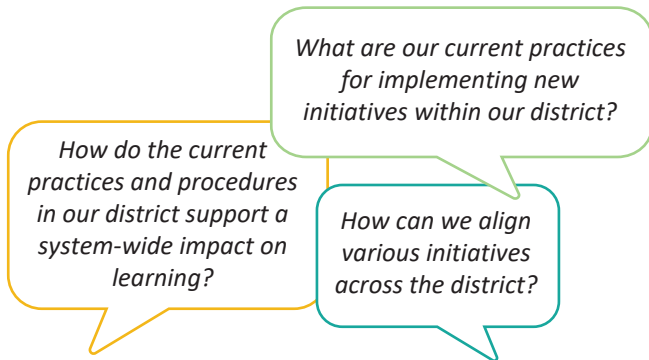 What are our current practices
for implementing new
initiatives within our district?
How do the current
practices and procedures
in our district support a
system-wide impact on
learning?
How can we align
various initiatives
across the district?